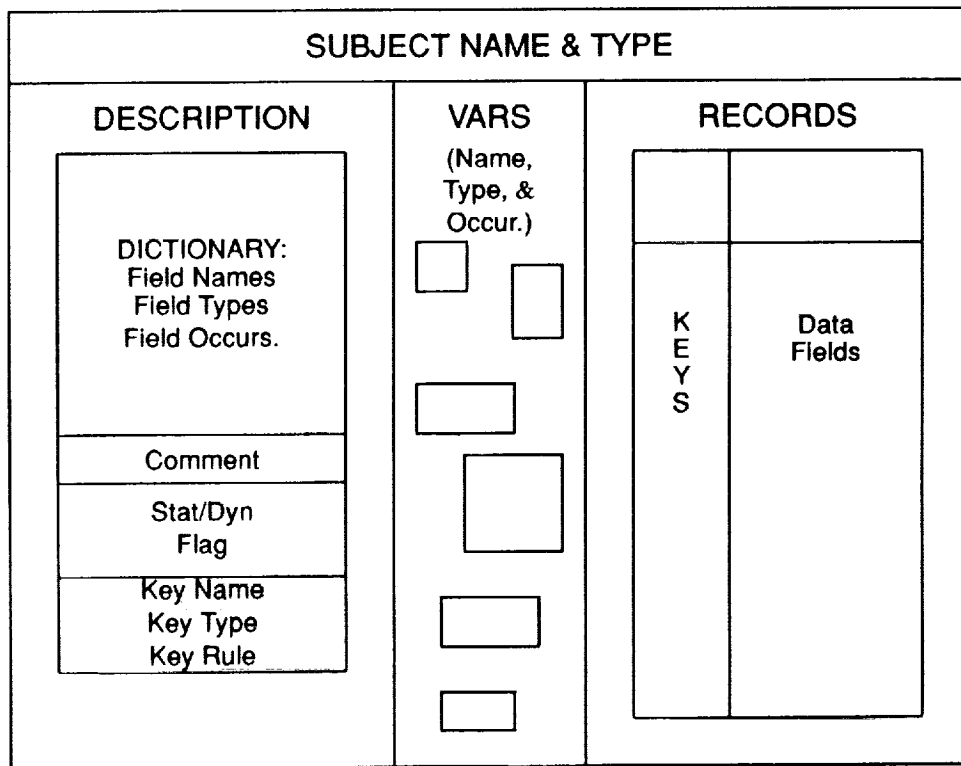 SUBJECT NAME & TYPE
DESCRIPTION
DICTIONARY:
Field Names
Field Types
Field Occurs.
Comment
Stat/Dyn
Flag
Key Name
Key Type
Key Rule
VARS
(Name,
Type, &
Occur.)
RECORDS
K
E
Y
S
Data
Fields